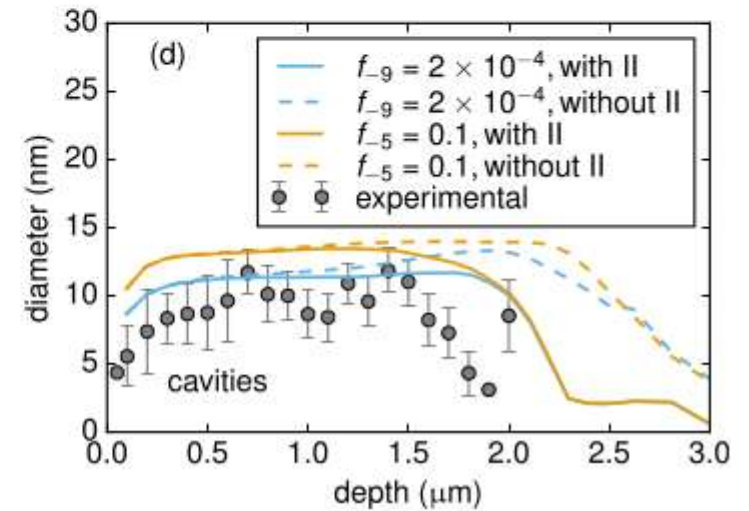 30
25
20
15
10
5
0
diameter (nm)
(d)
f₋₉ = 2 × 10⁻⁴, with II
f₋₉ = 2 × 10⁻⁴, without II
f₋₅ = 0.1, with II
f₋₅ = 0.1, without II
experimental
cavities
0.0 0.5 1.0 1.5 2.0 2.5 3.0
depth (μm)